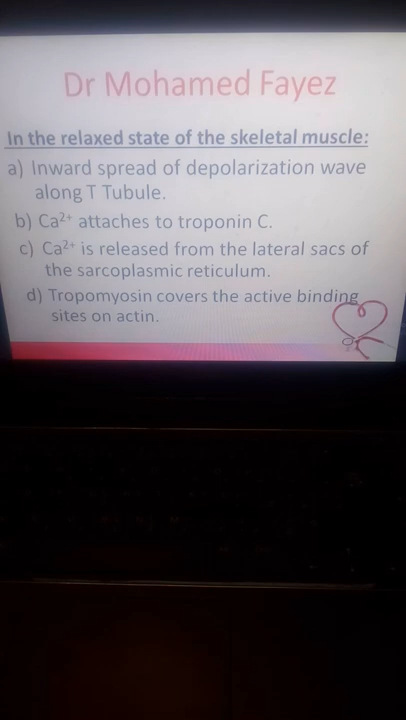 Dr Mohamed Fayez
In the relaxed state of the skeletal muscle:
a) Inward spread of depolarization wave
along T Tubule.
b) Ca²⁺ attaches to troponin C.
c) Ca²⁺ is released from the lateral sacs of
the sarcoplasmic reticulum.
d) Tropomyosin covers the active binding
sites on actin.